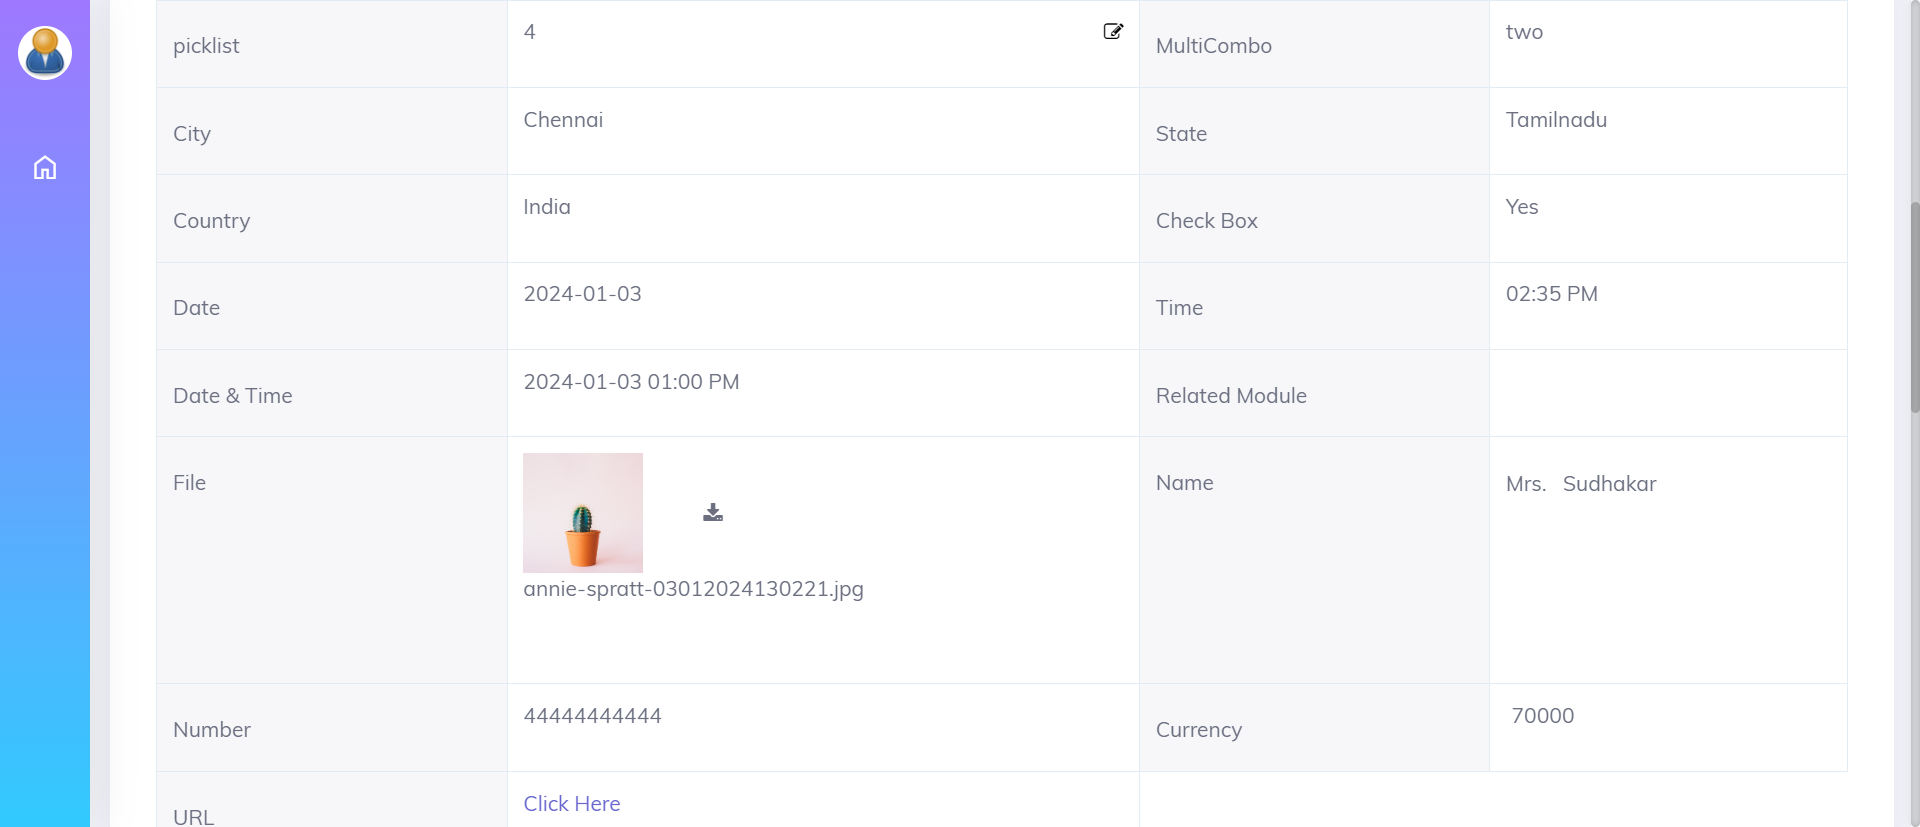 picklist 4 MultiCombo two
City Chennai State Tamilnadu
Country India Check Box Yes
Date 2024-01-03 Time 02:35 PM
Date & Time 2024-01-03 01:00 PM Related Module
File Name Mrs. Sudhakar
annie-spratt-03012024130221.jpg
Number 44444444444 Currency 70000
URL Click Here